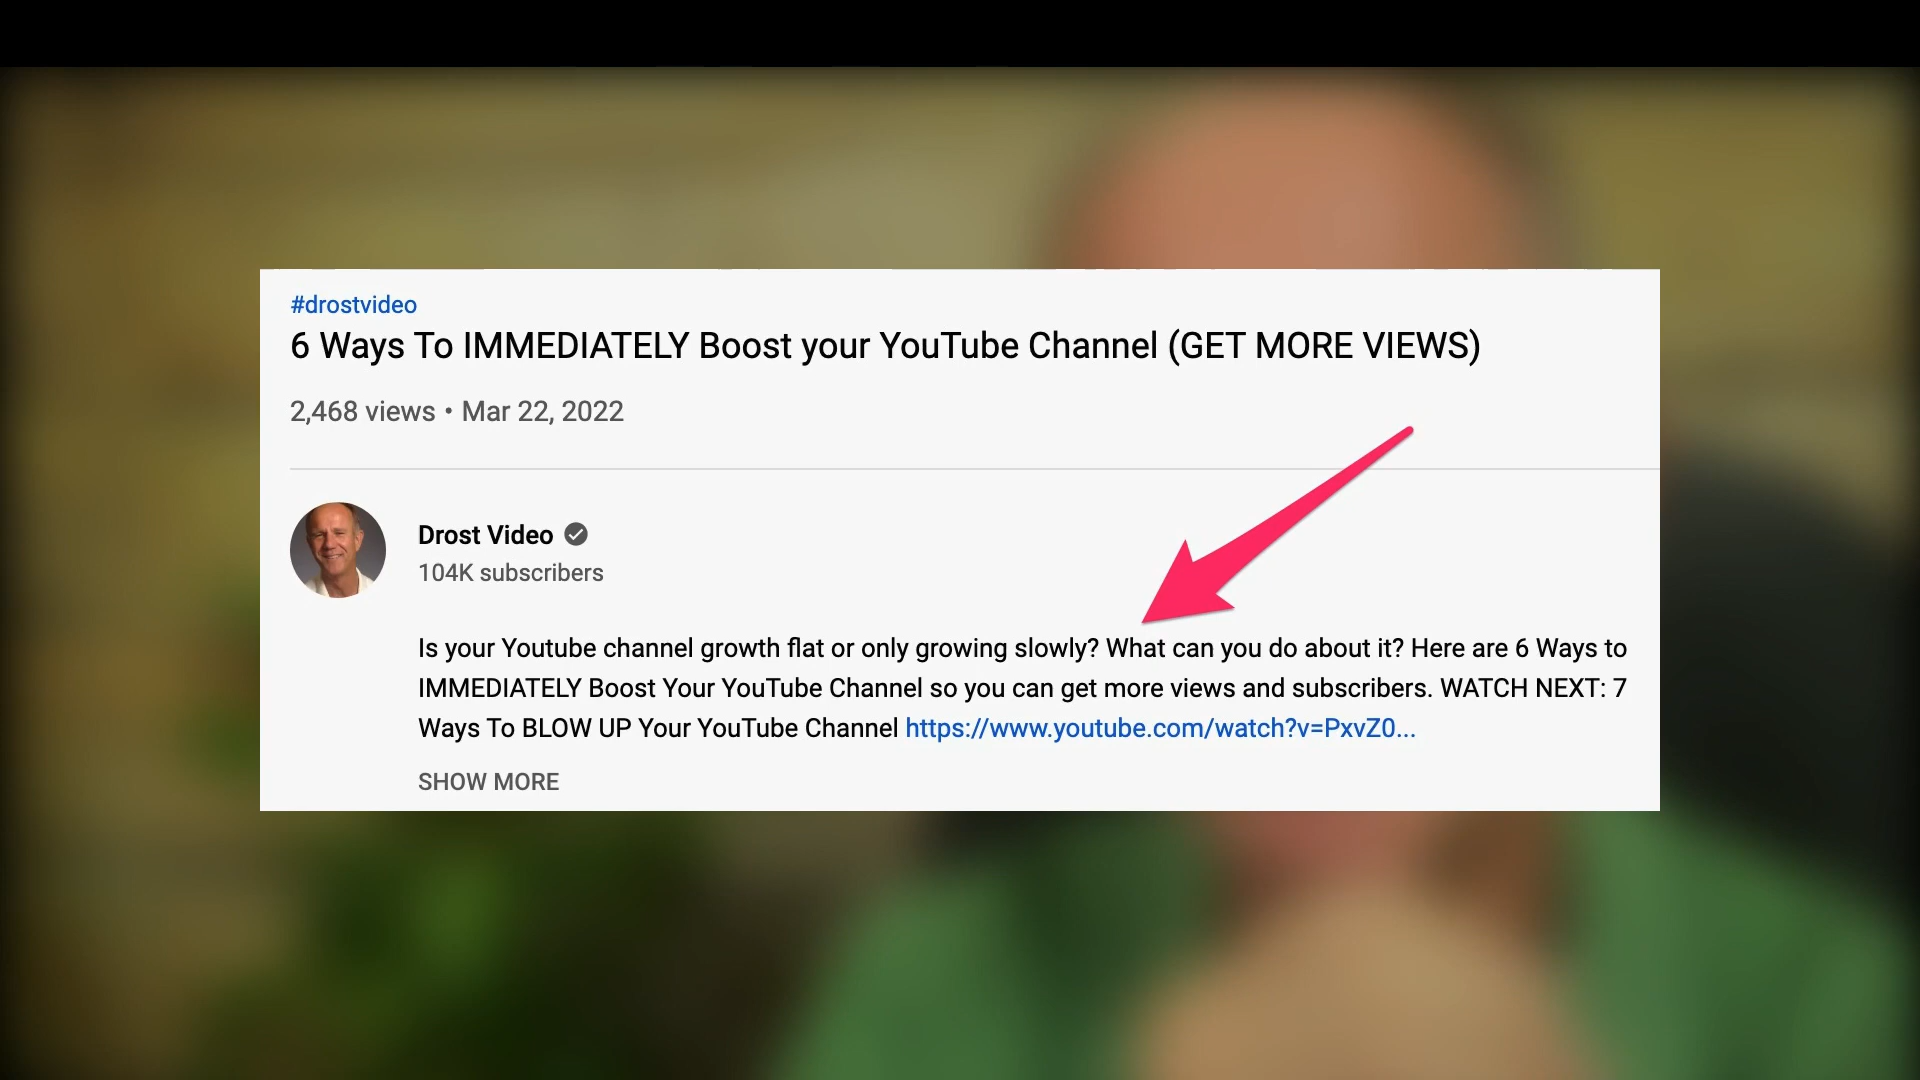 #drostvideo
6 Ways To IMMEDIATELY Boost your YouTube Channel (GET MORE VIEWS)
2,468 views • Mar 22, 2022
Drost Video
104K subscribers
Is your Youtube channel growth flat or only growing slowly? What can you do about it? Here are 6 Ways to
IMMEDIATELY Boost Your YouTube Channel so you can get more views and subscribers. WATCH NEXT: 7
Ways To BLOW UP Your YouTube Channel https://www.youtube.com/watch?v=PxvZ0...
SHOW MORE